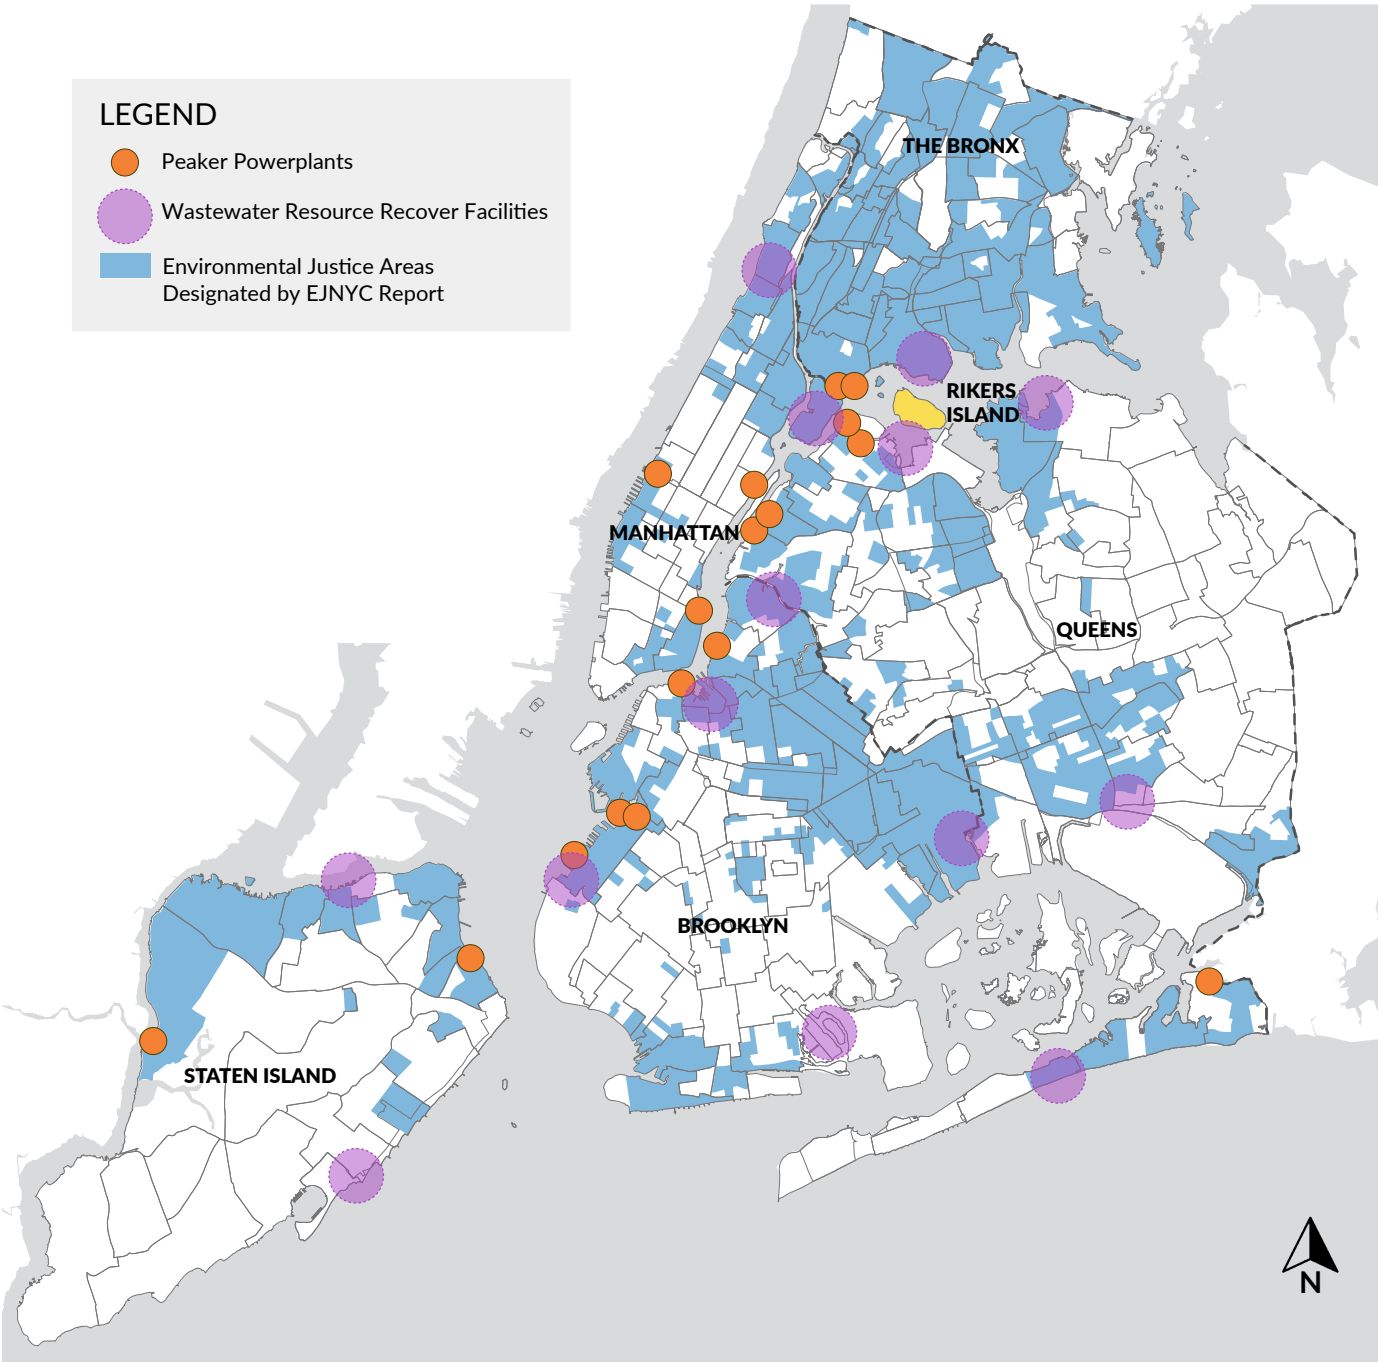 LEGEND
Peaker Powerplants
Wastewater Resource Recover Facilities
Environmental Justice Areas
Designated by EJNYC Report
THE BRONX
RIKERS
ISLAND
MANHATTAN
QUEENS
BROOKLYN
STATEN ISLAND
N